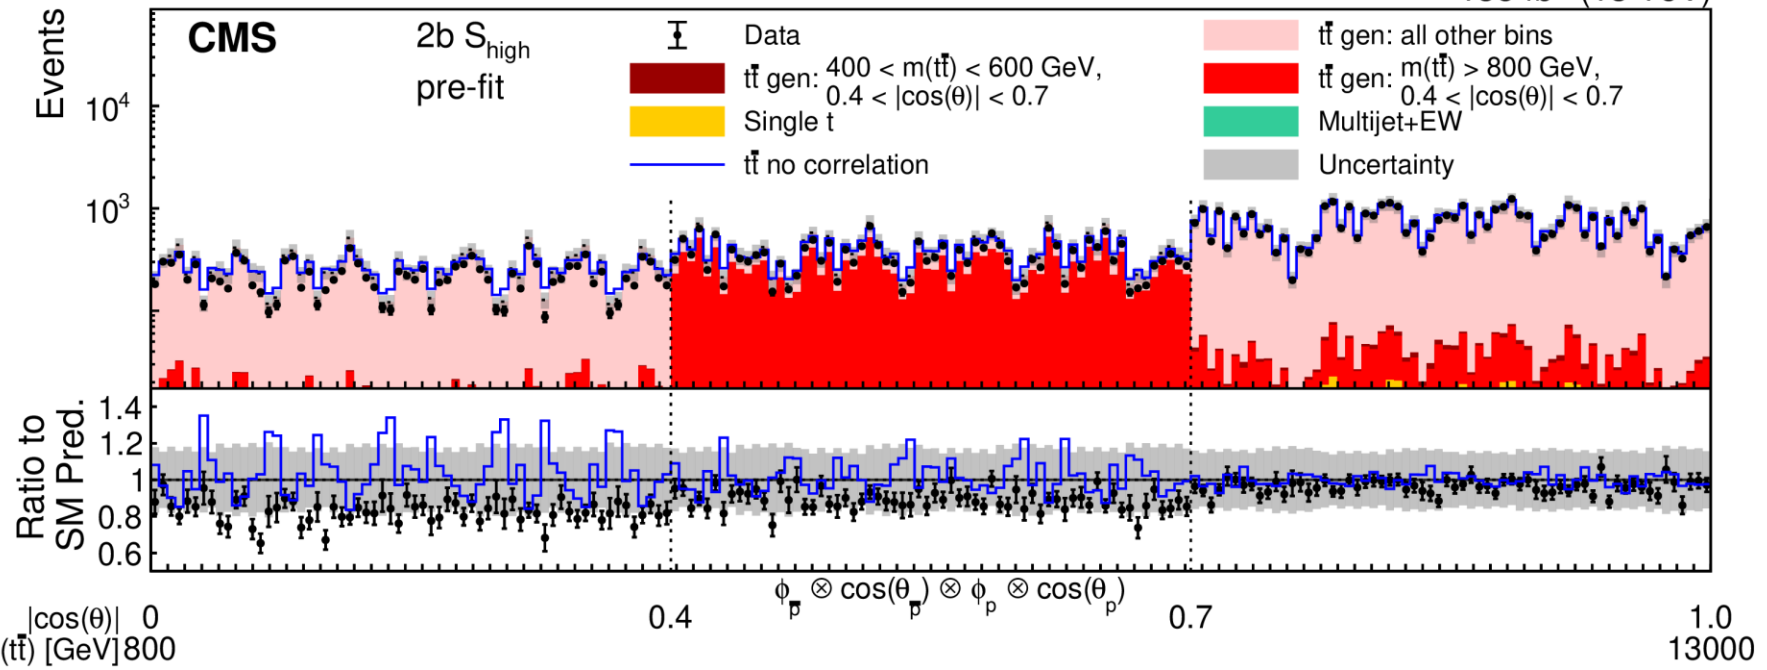 Events
CMS
2b S_high
pre-fit
10^4
10^3
Data
tt̄ gen: 400 < m(tt̄) < 600 GeV,
0.4 < |cos(θ)| < 0.7
Single t
tt̄ no correlation
tt̄ gen: all other bins
tt̄ gen: m(tt̄) > 800 GeV,
0.4 < |cos(θ)| < 0.7
Multijet+EW
Uncertainty
Ratio to
SM Pred.
1.4
1.2
1
0.8
0.6
ϕ_p̄ ⊗ cos(θ_p̄) ⊗ ϕ_p ⊗ cos(θ_p)
|cos(θ)| 0 0.4 0.7 1.0
(tt̄) [GeV] 800 13000